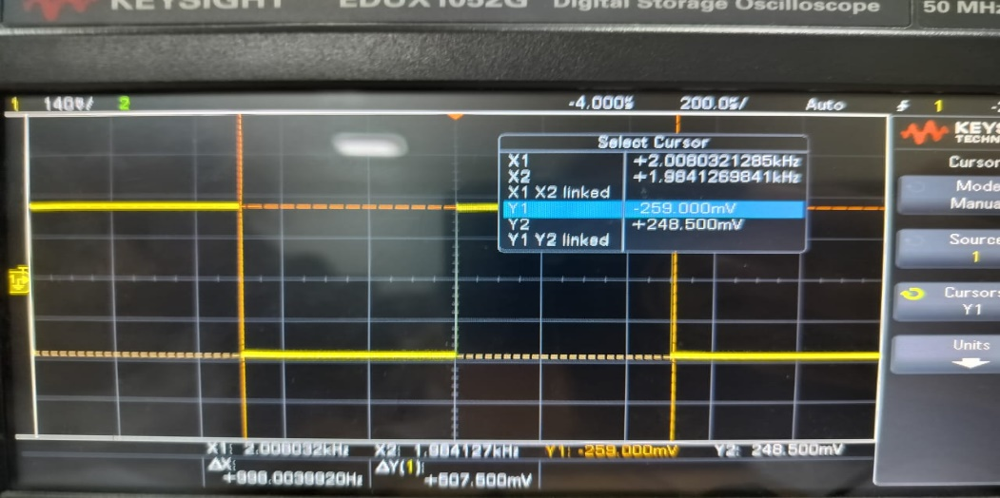 KEYSIGHT EDUX1052G Digital Storage Oscilloscope 50 MHz
1 140▒/ 2 -4.000% 200.0▒/ Auto 1
KEYS
TECHN
Select Cursor
X1 +2.0080321285kHz
X2 +1.9841269841kHz
X1 X2 linked
Y1 -259.000mV
Y2 +248.500mV
Y1 Y2 linked
Cursor
Mode
Manua
Source
1
Cursors
Y1
Units
X1: 2.008032kHz X2: 1.984127kHz Y1: -259.000mV Y2: 248.500mV
ΔX: ΔY(1):
+998.0039920Hz +507.500mV